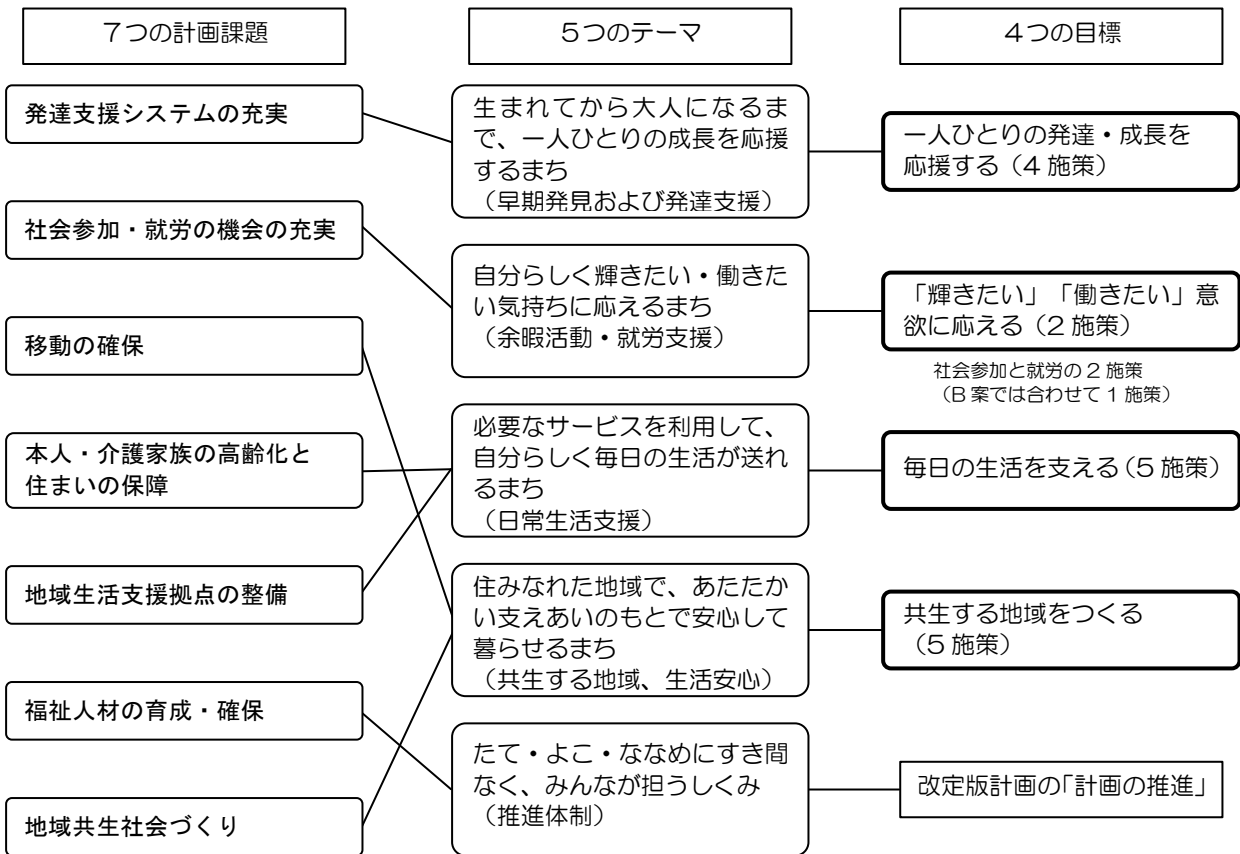 7つの計画課題
発達支援システムの充実
社会参加・就労の機会の充実
移動の確保
本人・介護家族の高齢化と
住まいの保障
地域生活支援拠点の整備
福祉人材の育成・確保
地域共生社会づくり
5つのテーマ
生まれてから大人になるま
で、一人ひとりの成長を応援
するまち
（早期発見および発達支援）
自分らしく輝きたい・働きた
い気持ちに応えるまち
（余暇活動・就労支援）
必要なサービスを利用して、
自分らしく毎日の生活が送れ
るまち
（日常生活支援）
住みなれた地域で、あたたか
い支えあいのもとで安心して
暮らせるまち
（共生する地域、生活安心）
たて・よこ・ななめにすき間
なく、みんなが担うしくみ
（推進体制）
4つの目標
一人ひとりの発達・成長を
応援する（4 施策）
「輝きたい」「働きたい」意
欲に応える（2 施策）
社会参加と就労の 2 施策
（B 案では合わせて 1 施策）
毎日の生活を支える（5 施策）
共生する地域をつくる
（5 施策）
改定版計画の「計画の推進」